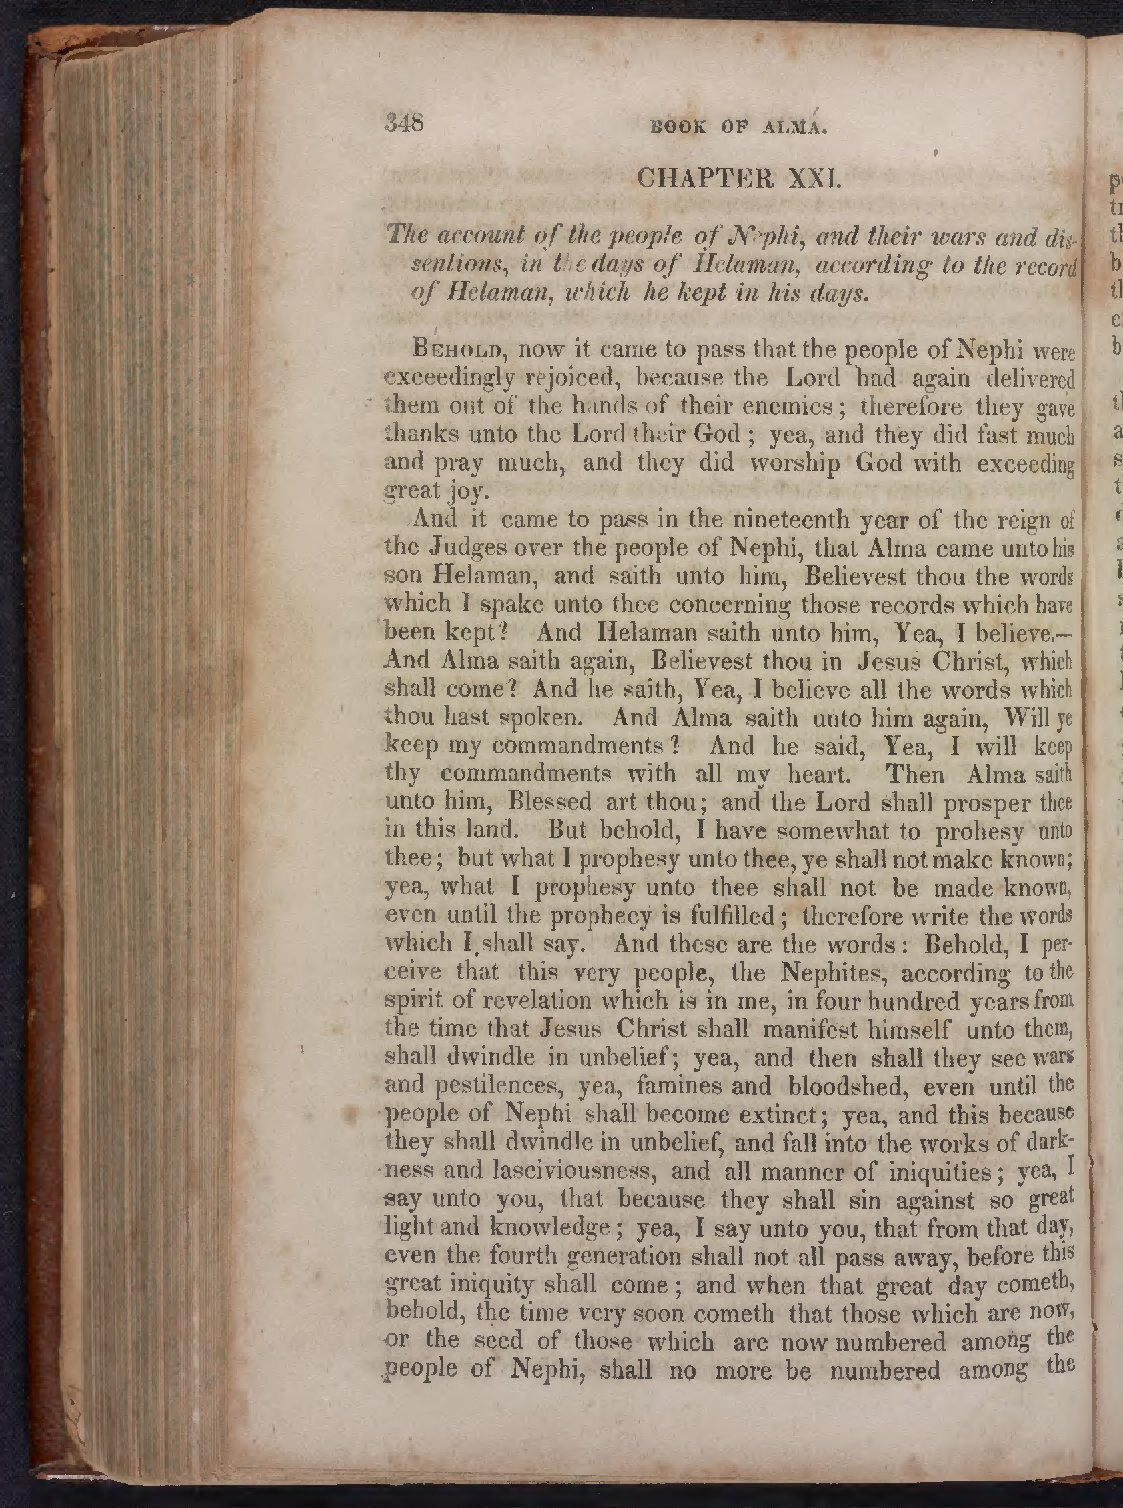 348 BOOK OF ALMA.
CHAPTER XXI.
The account of the people of Nephi, and their wars and dis-
sentions, in the days of Helaman, according to the record
of Helaman, which he kept in his days.
BEHOLD, now it came to pass that the people of Nephi were
exceedingly rejoiced, because the Lord had again delivered
them out of the hands of their enemies; therefore they gave
thanks unto the Lord their God; yea, and they did fast much
and pray much, and they did worship God with exceeding
great joy.
And it came to pass in the nineteenth year of the reign of
the Judges over the people of Nephi, that Alma came unto his
son Helaman, and saith unto him, Believest thou the words
which I spake unto thee concerning those records which have
been kept? And Helaman saith unto him, Yea, I believe.—
And Alma saith again, Believest thou in Jesus Christ, which
shall come? And he saith, Yea, I believe all the words which
thou hast spoken. And Alma saith unto him again, Will ye
keep my commandments? And he said, Yea, I will keep
thy commandments with all my heart. Then Alma saith
unto him, Blessed art thou; and the Lord shall prosper thee
in this land. But behold, I have somewhat to prohesy unto
thee; but what I prophesy unto thee, ye shall not make known;
yea, what I prophesy unto thee shall not be made known,
even until the prophecy is fulfilled; therefore write the words
which I shall say. And these are the words: Behold, I per-
ceive that this very people, the Nephites, according to the
spirit of revelation which is in me, in four hundred years from
the time that Jesus Christ shall manifest himself unto them,
shall dwindle in unbelief; yea, and then shall they see wars
and pestilences, yea, famines and bloodshed, even until the
people of Nephi shall become extinct; yea, and this because
they shall dwindle in unbelief, and fall into the works of dark-
ness and lasciviousness, and all manner of iniquities; yea, I
say unto you, that because they shall sin against so great
light and knowledge; yea, I say unto you, that from that day,
even the fourth generation shall not all pass away, before this
great iniquity shall come; and when that great day cometh,
behold, the time very soon cometh that those which are now,
or the seed of those which are now numbered among the
people of Nephi, shall no more be numbered among the